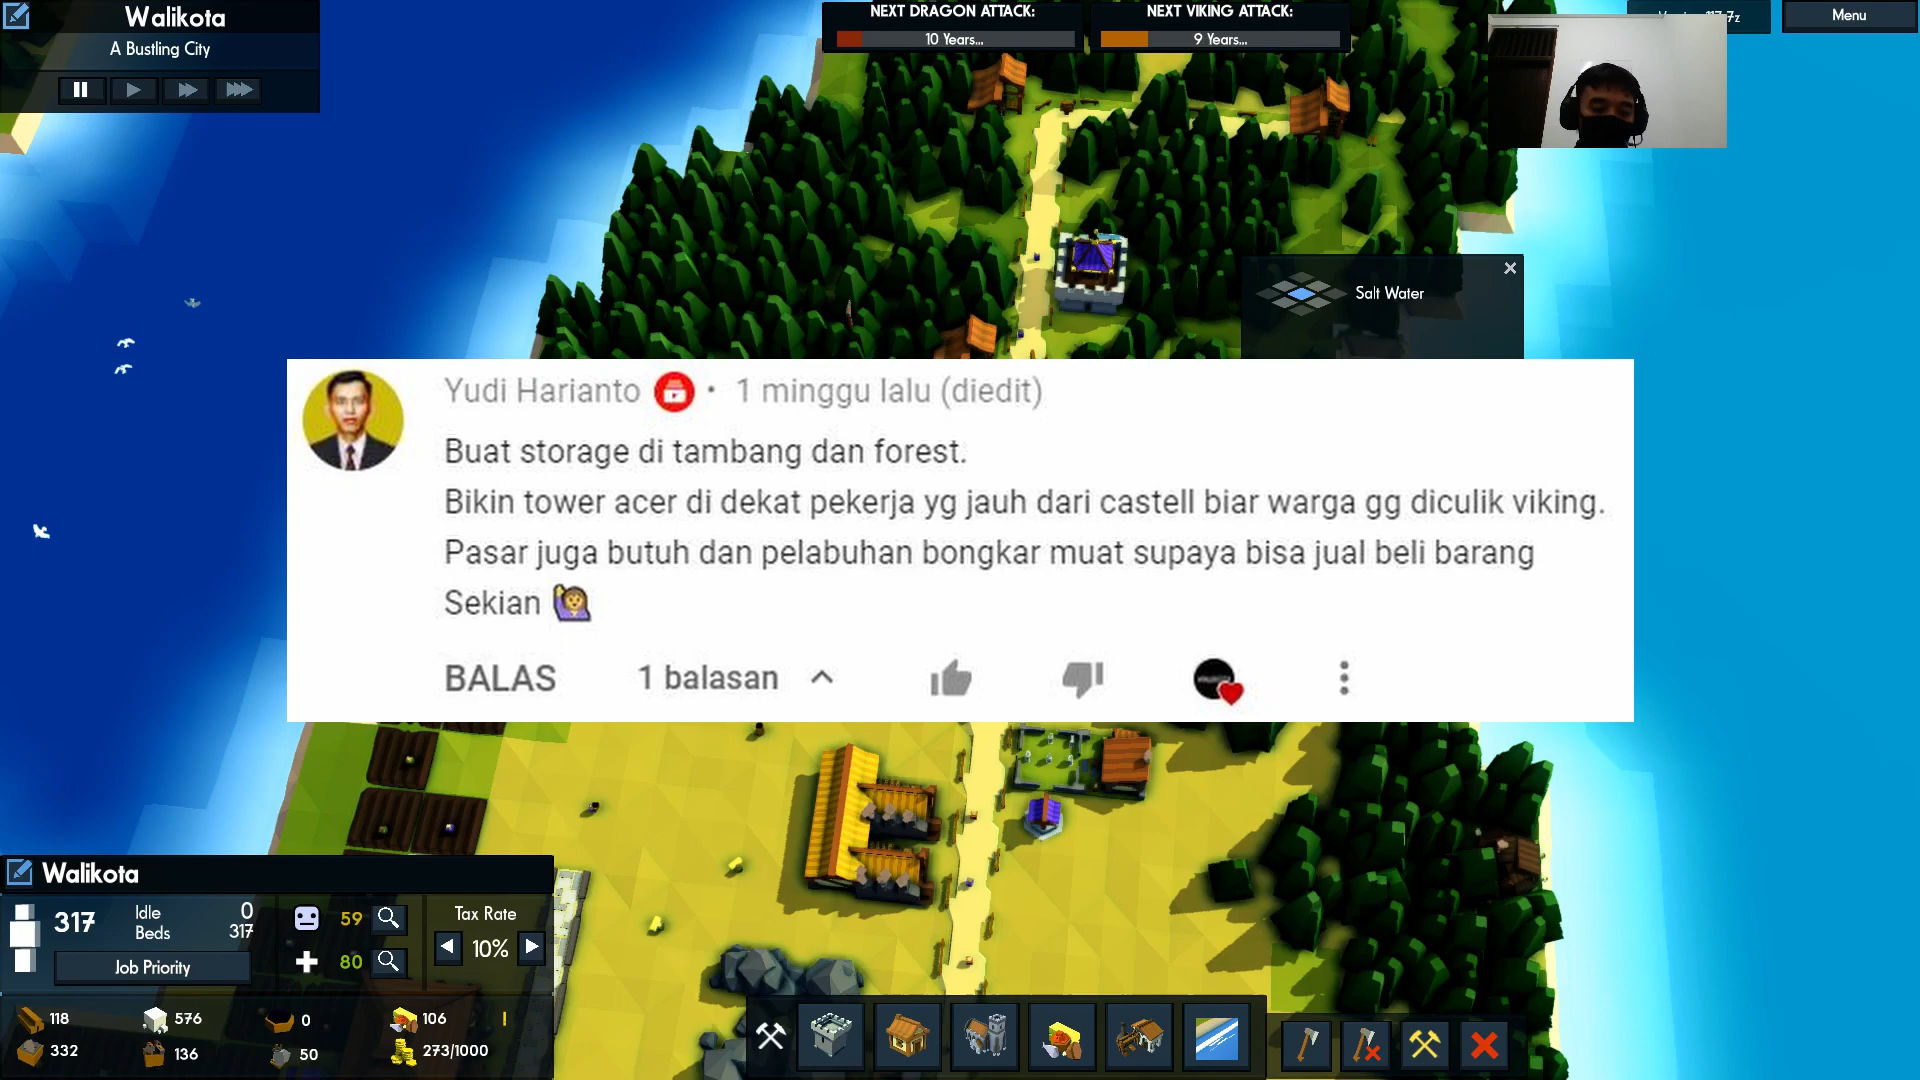 Walikota
A Bustling City
NEXT DRAGON ATTACK:
10 Years...
NEXT VIKING ATTACK:
9 Years...
Menu
Salt Water
Yudi Harianto • 1 minggu lalu (diedit)
Buat storage di tambang dan forest.
Bikin tower acer di dekat pekerja yg jauh dari castell biar warga gg diculik viking.
Pasar juga butuh dan pelabuhan bongkar muat supaya bisa jual beli barang
Sekian 🙋
BALAS 1 balasan
Walikota
317
Idle 0
Beds 317
Job Priority
59
80
Tax Rate
10%
118 576 0 106
332 136 50 273/1000